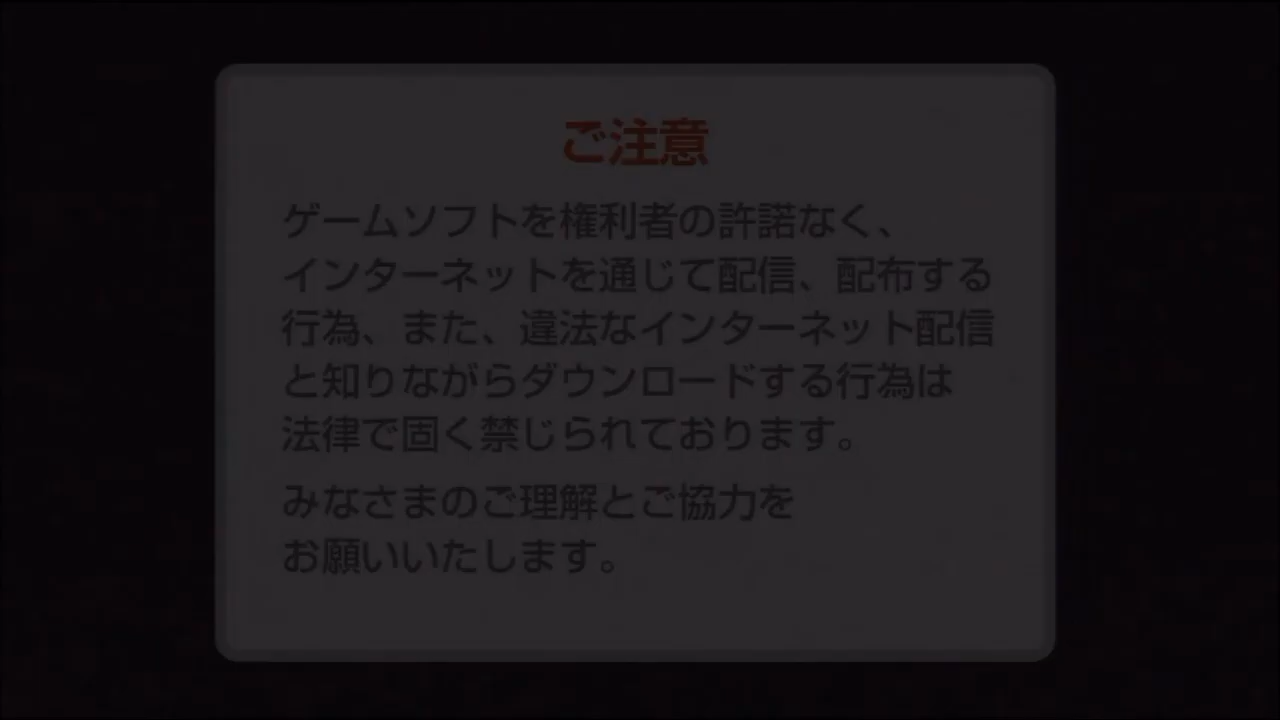 ご注意
ゲームソフトを権利者の許諾なく、
インターネットを通じて配信、配布する
行為、また、違法なインターネット配信
と知りながらダウンロードする行為は
法律で固く禁じられております。
みなさまのご理解とご協力を
お願いいたします。